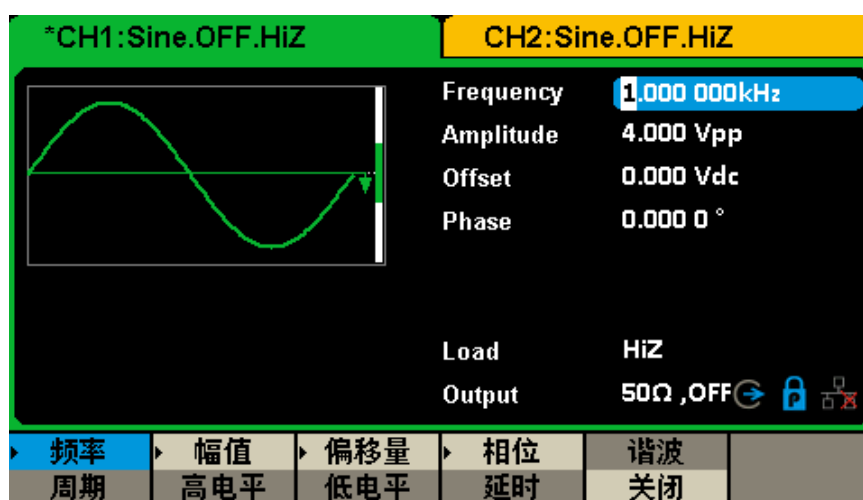 *CH1:Sine.OFF.HiZ CH2:Sine.OFF.HiZ
Frequency 1.000 000kHz
Amplitude 4.000 Vpp
Offset 0.000 Vdc
Phase 0.000 0 °
Load HiZ
Output 50Ω ,OFF P
频率 幅值 偏移量 相位 谐波
周期 高电平 低电平 延时 关闭